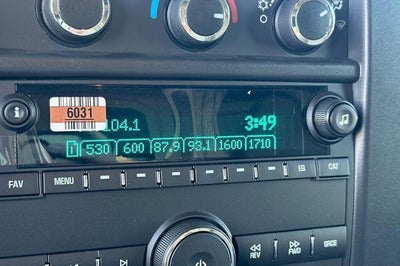 6031
104.1 3:49
1 530 600 87.9 93.1 1600 1710
FAV MENU EQ CAT
REV FWD SRCE